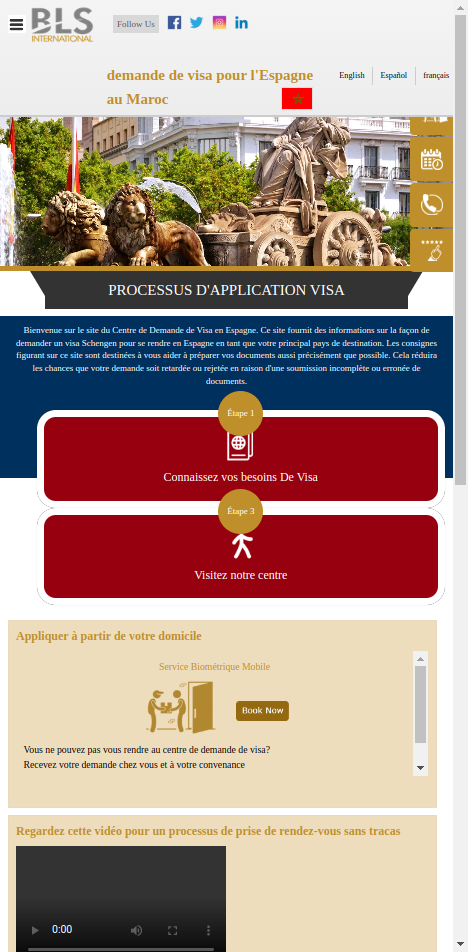 BLS
INTERNATIONAL
Follow Us
demande de visa pour l'Espagne
au Maroc
English
Español
français
PROCESSUS D'APPLICATION VISA
Bienvenue sur le site du Centre de Demande de Visa en Espagne. Ce site fournit des informations sur la façon de
demander un visa Schengen pour se rendre en Espagne en tant que votre principal pays de destination. Les consignes
figurant sur ce site sont destinées à vous aider à préparer vos documents aussi précisément que possible. Cela réduira
les chances que votre demande soit retardée ou rejetée en raison d'une soumission incomplète ou erronée de
documents.
Étape 1
Connaissez vos besoins De Visa
Étape 3
Visitez notre centre
Appliquer à partir de votre domicile
Service Biométrique Mobile
Book Now
Vous ne pouvez pas vous rendre au centre de demande de visa?
Recevez votre demande chez vous et à votre convenance
Regardez cette vidéo pour un processus de prise de rendez-vous sans tracas
0:00